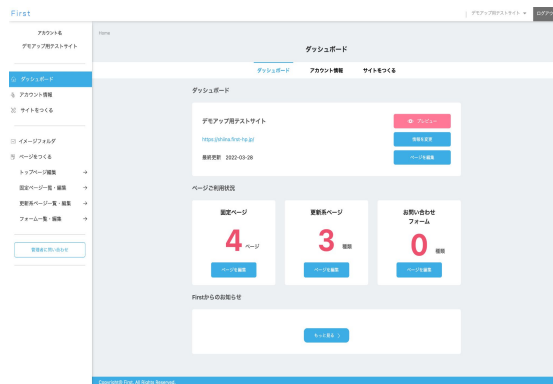 First
デモアップ用テストサイト
ログアウ
アカウント名
デモアップ用テストサイト
ダッシュボード
アカウント情報
サイトをつくる
イメージフォルダ
ページをつくる
トップページ編集
固定ページ一覧・編集
更新系ページ一覧・編集
フォーム一覧・編集
管理者に問い合わせ
Home
ダッシュボード
ダッシュボード アカウント情報 サイトをつくる
ダッシュボード
デモアップ用テストサイト
プレビュー
情報を変更
最終更新 2022-03-28
ページを編集
ページご利用状況
固定ページ
4 ページ
ページを編集
更新系ページ
3 種類
ページを編集
お問い合わせ
フォーム
0 種類
ページを編集
Firstからのお知らせ
もっと見る
Copyright© First. All Rights Reserved.